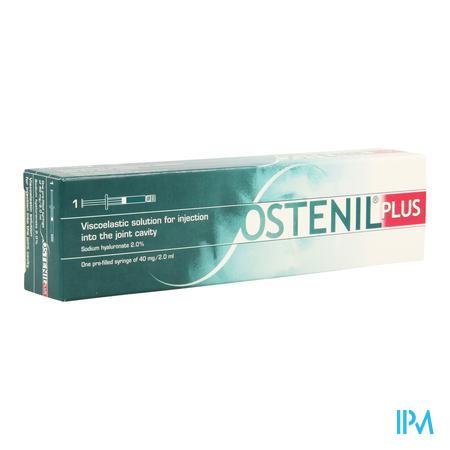 1
Viscoelastic solution for injection
into the joint cavity
Sodium hyaluronate 2.0%
One pre-filled syringe of 40 mg/2.0 ml
OSTENIL® PLUS
IPM